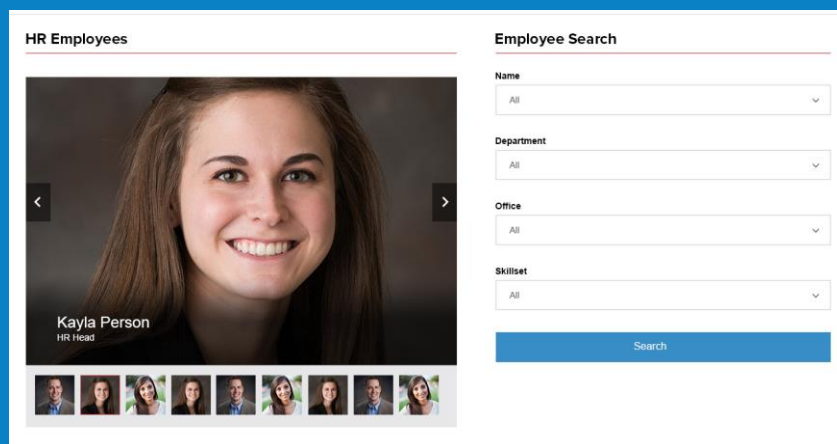 HR Employees
Kayla Person
HR Head
Employee Search
Name
All
Department
All
Office
All
Skillset
All
Search